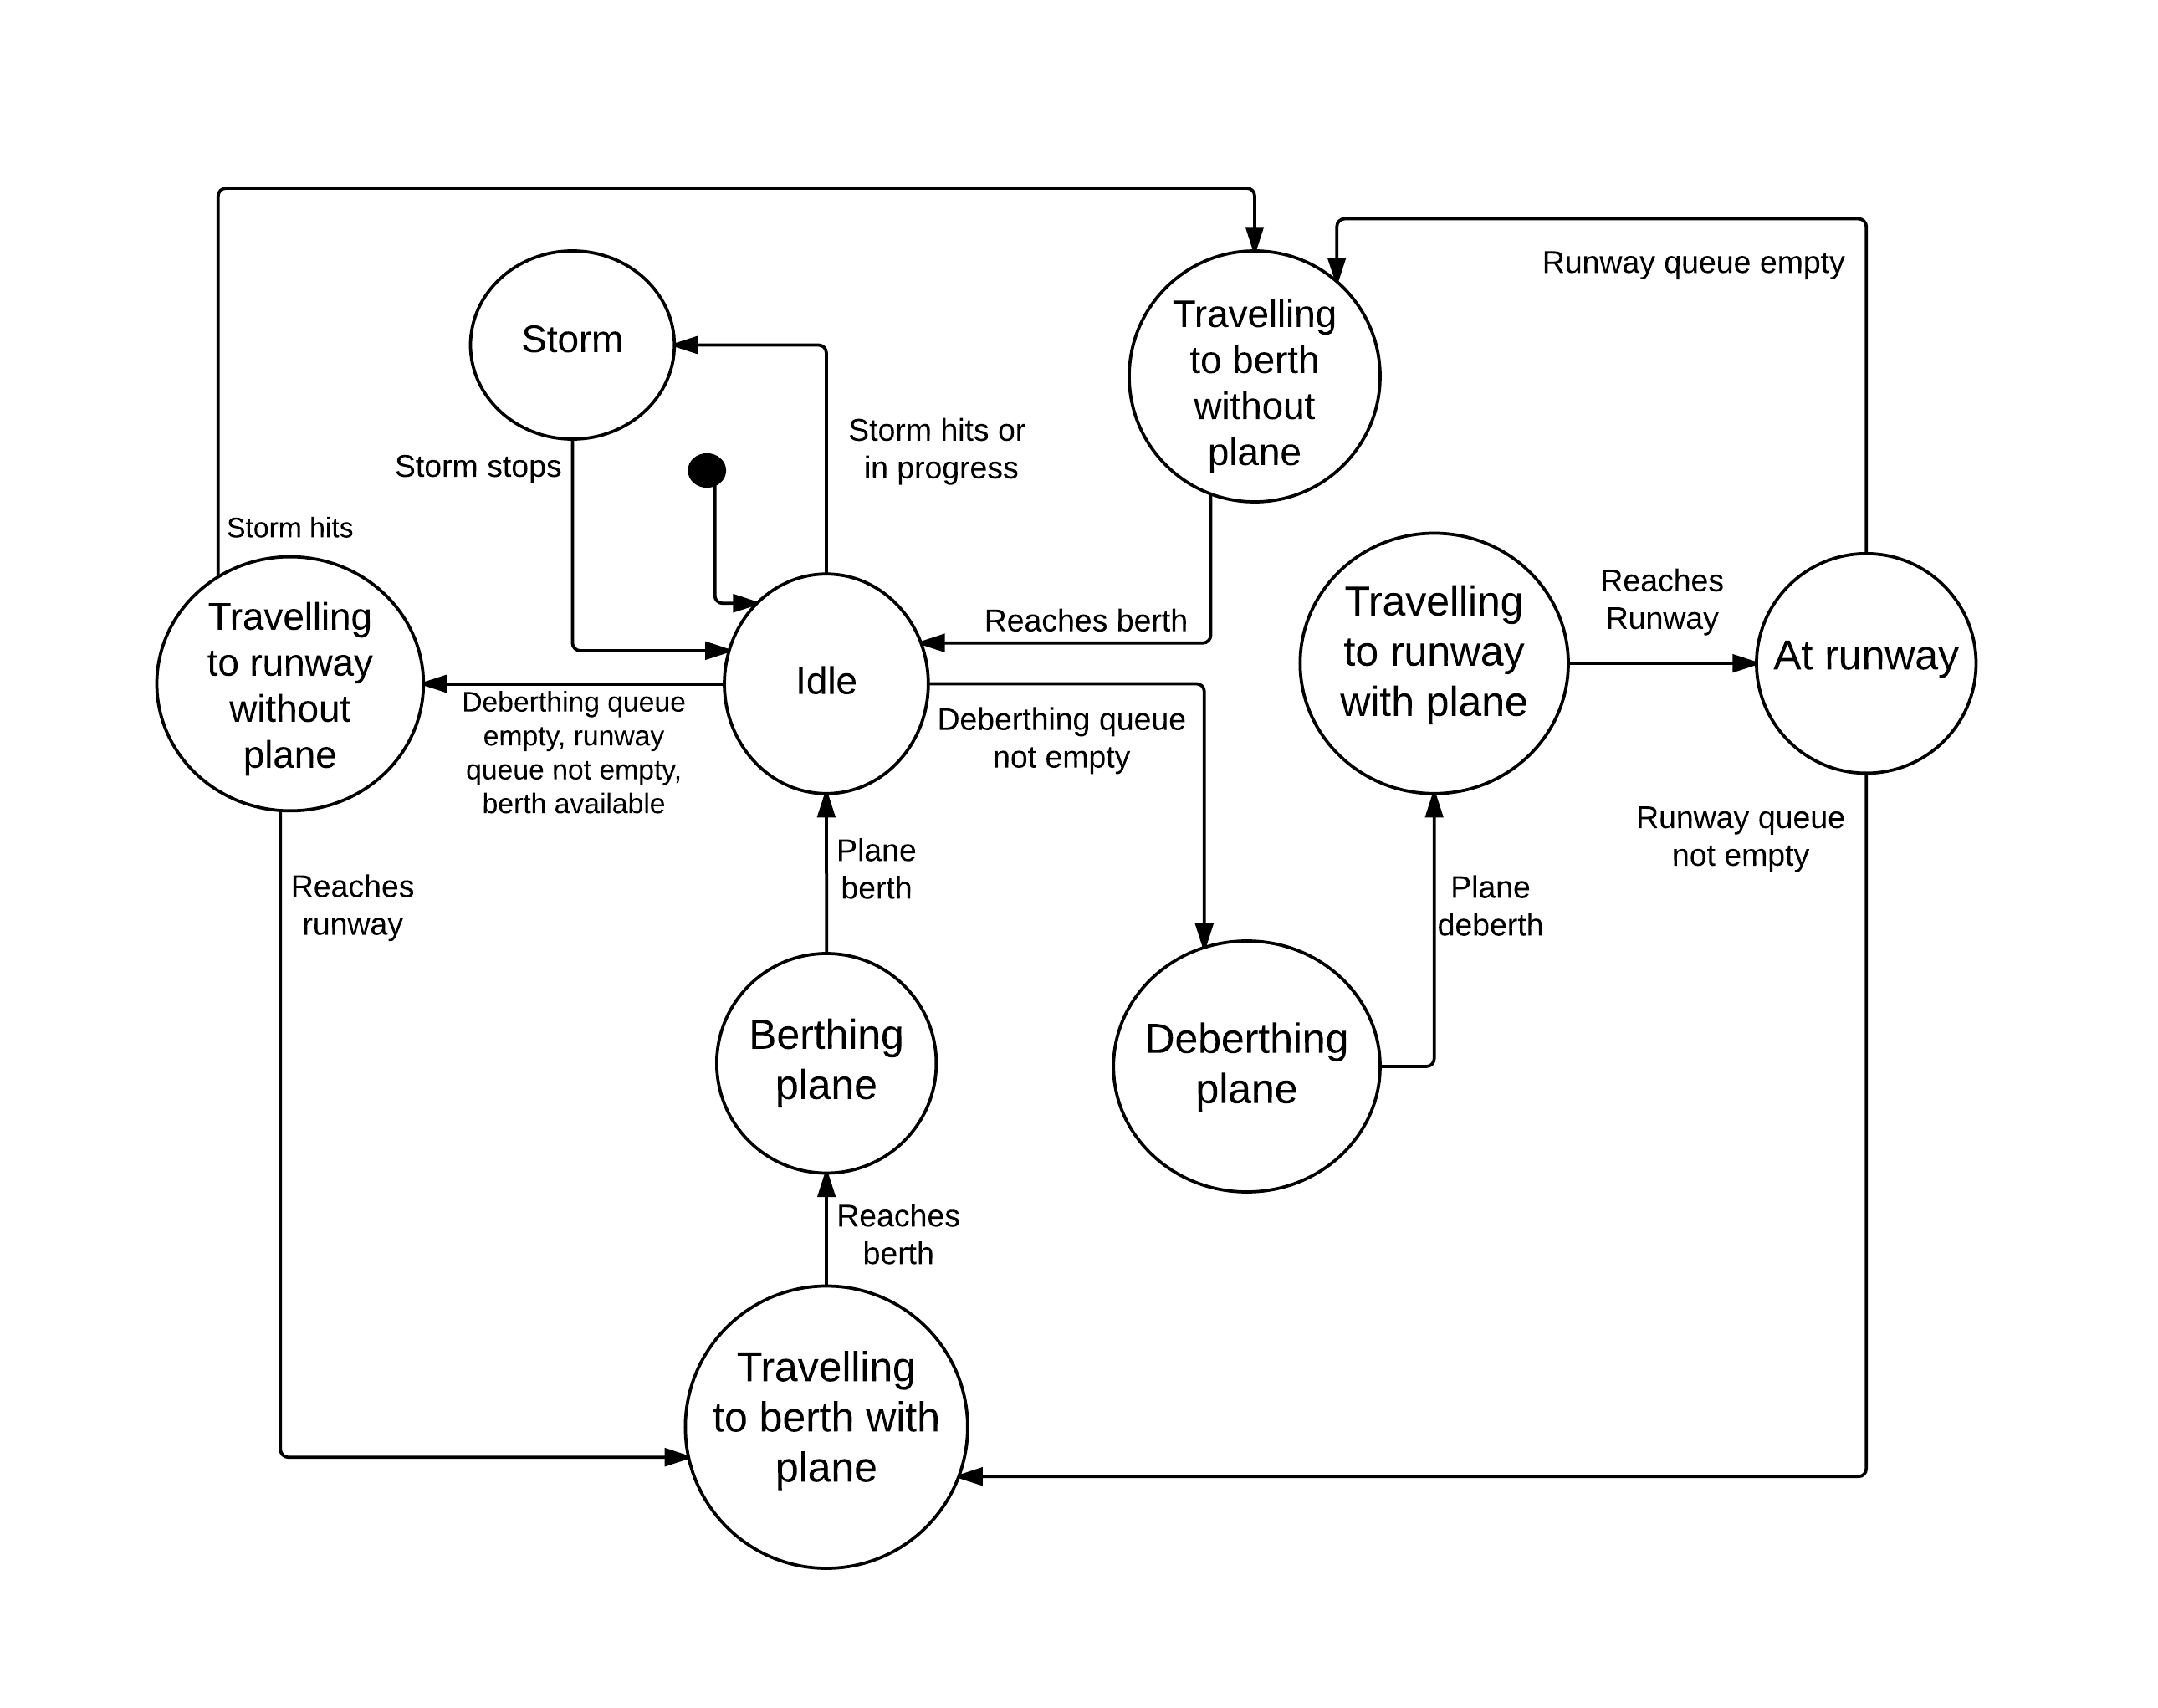 Runway queue empty
Travelling
to berth
without
plane
Storm
Storm hits or
in progress
Storm stops
Storm hits
Travelling
to runway
without
plane
Reaches berth
Idle
Travelling
to runway
with plane
Reaches
Runway
At runway
Deberthing queue
empty, runway
queue not empty,
berth available
Deberthing queue
not empty
Runway queue
not empty
Reaches
runway
Plane
berth
Plane
deberth
Berthing
plane
Deberthing
plane
Reaches
berth
Travelling
to berth with
plane